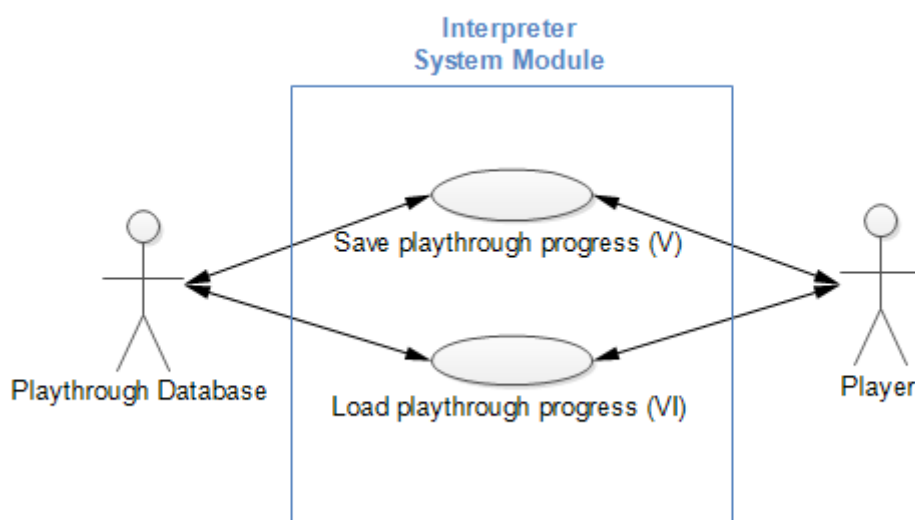 Interpreter
System Module
Save playthrough progress (V)
Playthrough Database
Player
Load playthrough progress (VI)